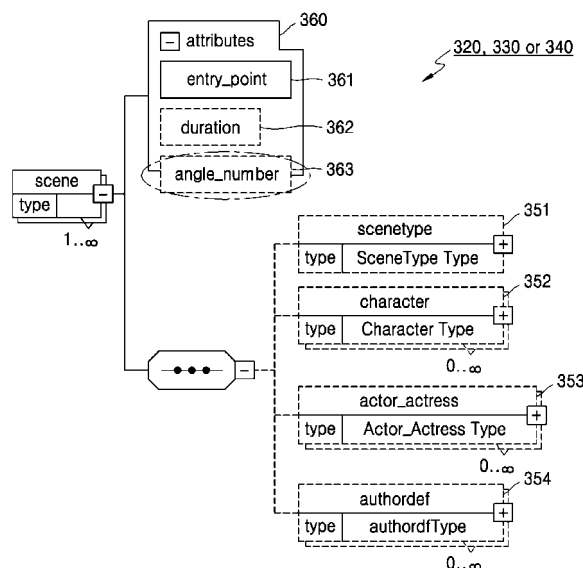 360
attributes
320, 330 or 340
entry_point
361
duration
362
angle_number
363
scene
type
1..∞
351
scenetype
type
SceneType Type
352
character
type
Character Type
0..∞
353
actor_actress
type
Actor_Actress Type
0..∞
354
authordef
type
authordfType
0..∞